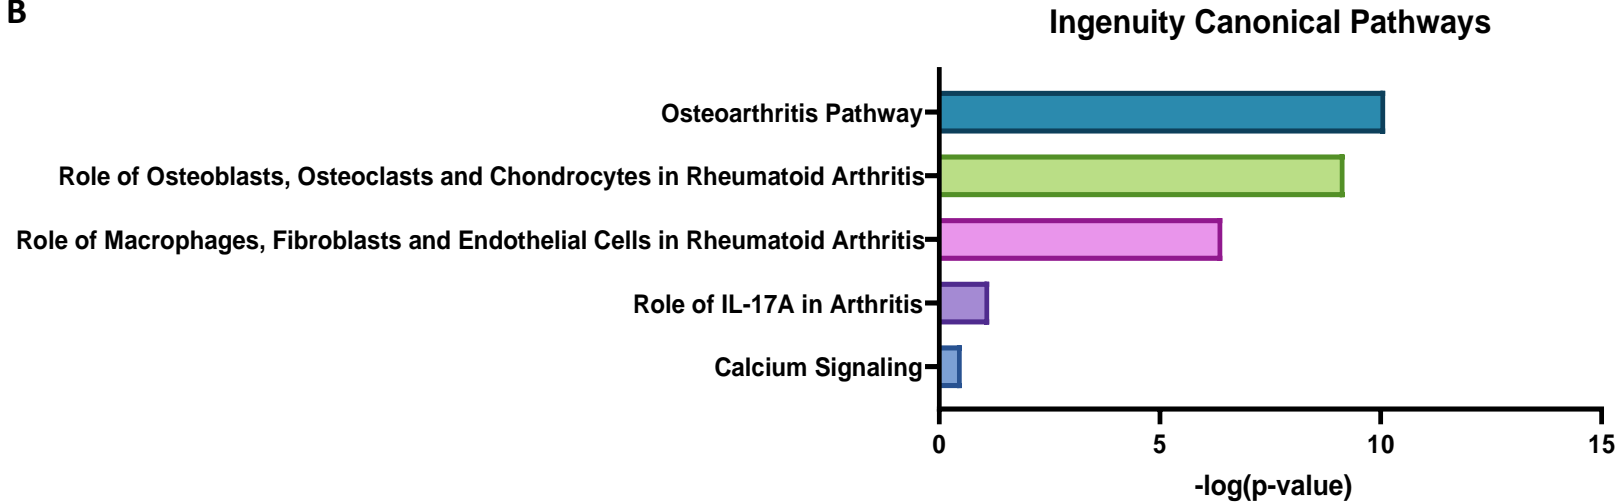 B
Ingenuity Canonical Pathways
Osteoarthritis Pathway
Role of Osteoblasts, Osteoclasts and Chondrocytes in Rheumatoid Arthritis
Role of Macrophages, Fibroblasts and Endothelial Cells in Rheumatoid Arthritis
Role of IL-17A in Arthritis
Calcium Signaling
0 5 10 15
-log(p-value)